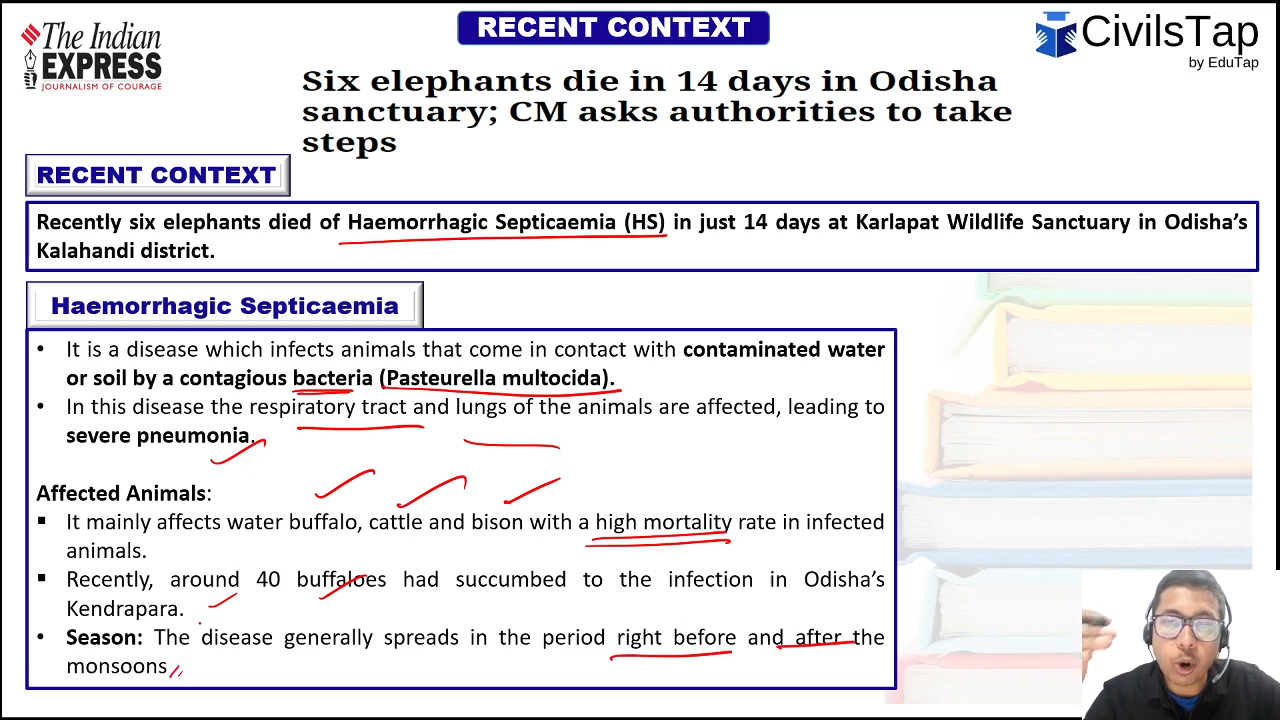 The Indian
EXPRESS
JOURNALISM OF COURAGE
RECENT CONTEXT
CivilsTap
by EduTap
Six elephants die in 14 days in Odisha
sanctuary; CM asks authorities to take
steps
RECENT CONTEXT
Recently six elephants died of Haemorrhagic Septicaemia (HS) in just 14 days at Karlapat Wildlife Sanctuary in Odisha’s
Kalahandi district.
Haemorrhagic Septicaemia
• It is a disease which infects animals that come in contact with contaminated water
or soil by a contagious bacteria (Pasteurella multocida).
• In this disease the respiratory tract and lungs of the animals are affected, leading to
severe pneumonia.
Affected Animals:
▪ It mainly affects water buffalo, cattle and bison with a high mortality rate in infected
animals.
▪ Recently, around 40 buffaloes had succumbed to the infection in Odisha’s
Kendrapara.
• Season: The disease generally spreads in the period right before and after the
monsoons